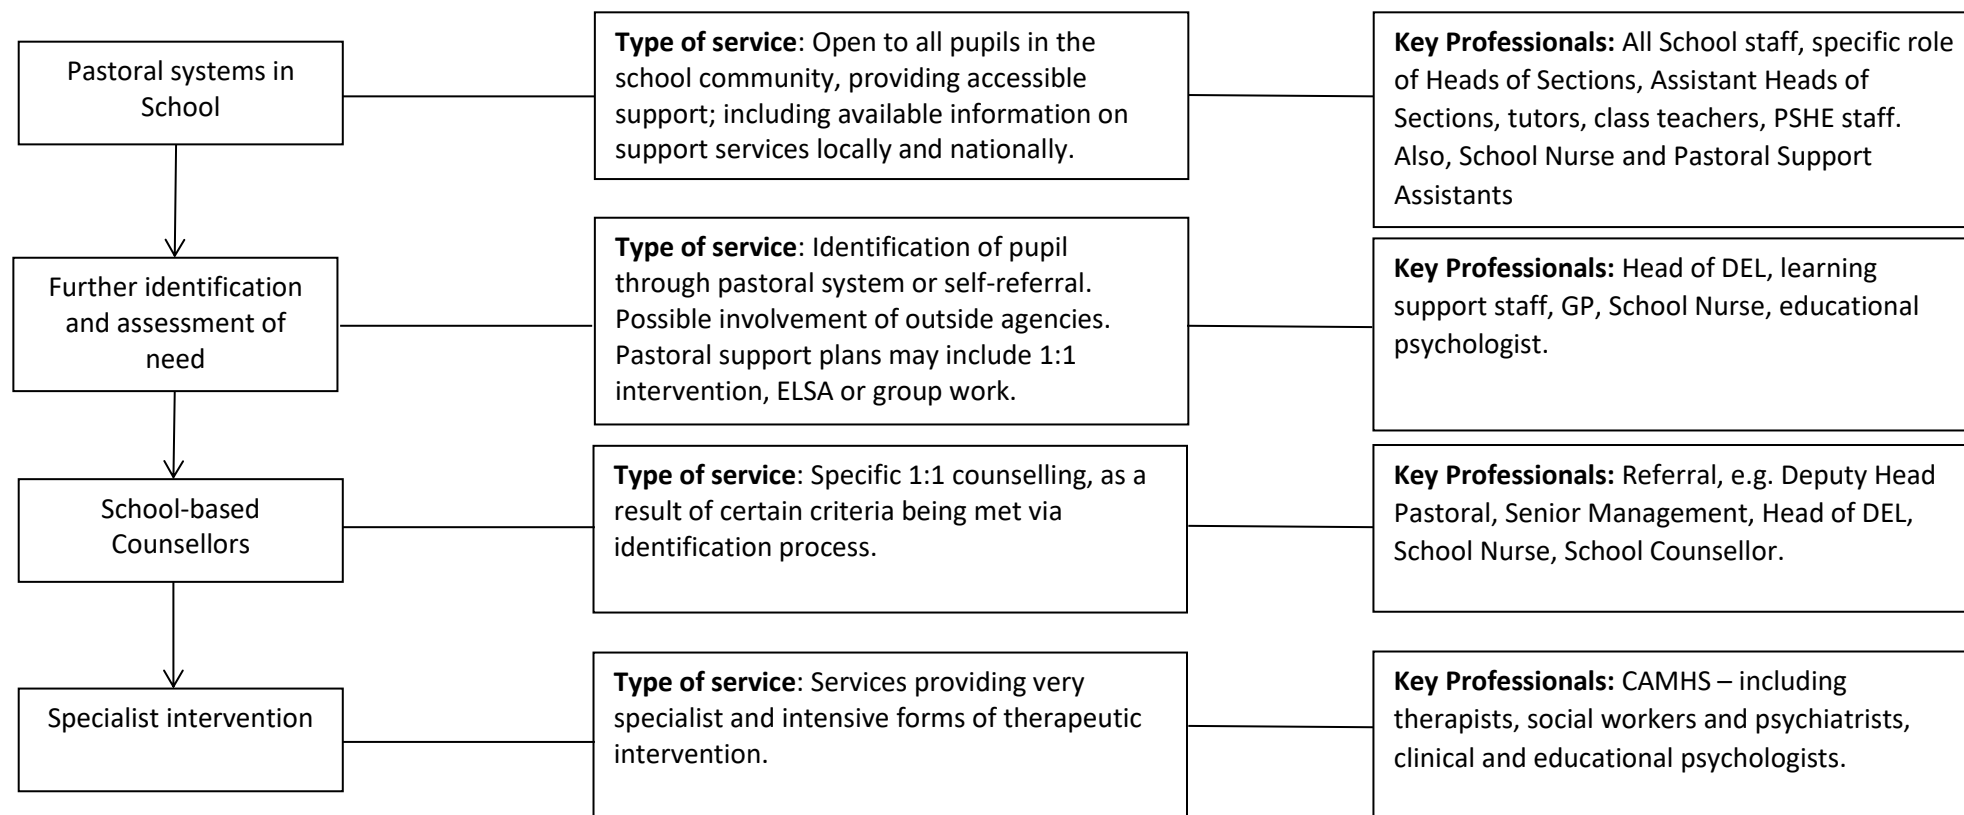 Pastoral systems in
School
Type of service: Open to all pupils in the
school community, providing accessible
support; including available information on
support services locally and nationally.
Key Professionals: All School staff, specific role
of Heads of Sections, Assistant Heads of
Sections, tutors, class teachers, PSHE staff.
Also, School Nurse and Pastoral Support
Assistants
Further identification
and assessment of
need
Type of service: Identification of pupil
through pastoral system or self-referral.
Possible involvement of outside agencies.
Pastoral support plans may include 1:1
intervention, ELSA or group work.
Key Professionals: Head of DEL, learning
support staff, GP, School Nurse, educational
psychologist.
School-based
Counsellors
Type of service: Specific 1:1 counselling, as a
result of certain criteria being met via
identification process.
Key Professionals: Referral, e.g. Deputy Head
Pastoral, Senior Management, Head of DEL,
School Nurse, School Counsellor.
Specialist intervention
Type of service: Services providing very
specialist and intensive forms of therapeutic
intervention.
Key Professionals: CAMHS – including
therapists, social workers and psychiatrists,
clinical and educational psychologists.